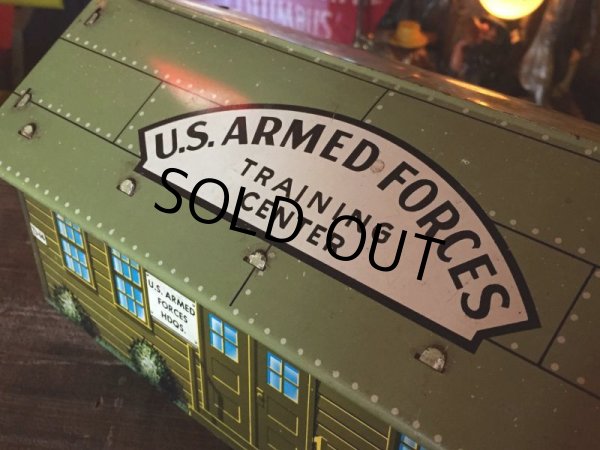 U.S. ARMED FORCES
TRAINING
CENTER
SOLD OUT
U.S. ARMED
FORCES
HDQS.